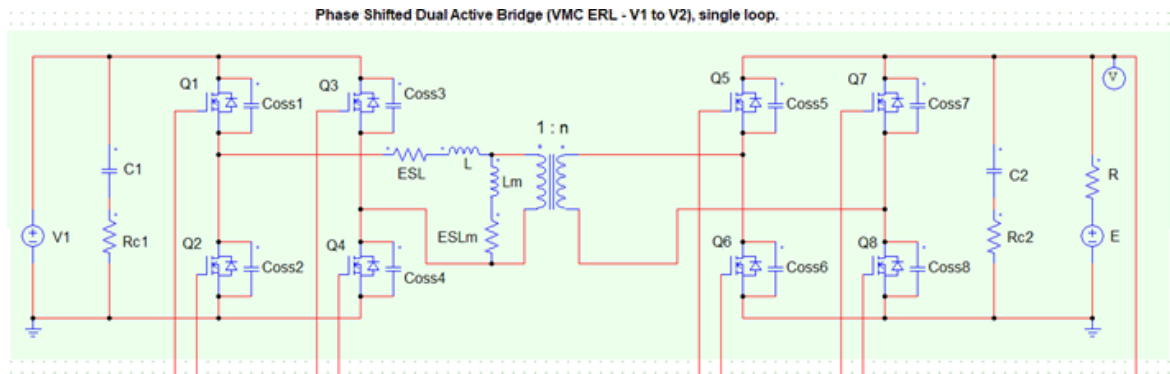 Phase Shifted Dual Active Bridge (VMC ERL - V1 to V2), single loop.
Q1
Coss1
Q3
Coss3
Q5
Coss5
Q7
Coss7
V
1 : n
C1
ESL
L
Lm
C2
R
V1
Rc1
Q2
Coss2
Q4
Coss4
ESLm
Q6
Coss6
Q8
Coss8
Rc2
E